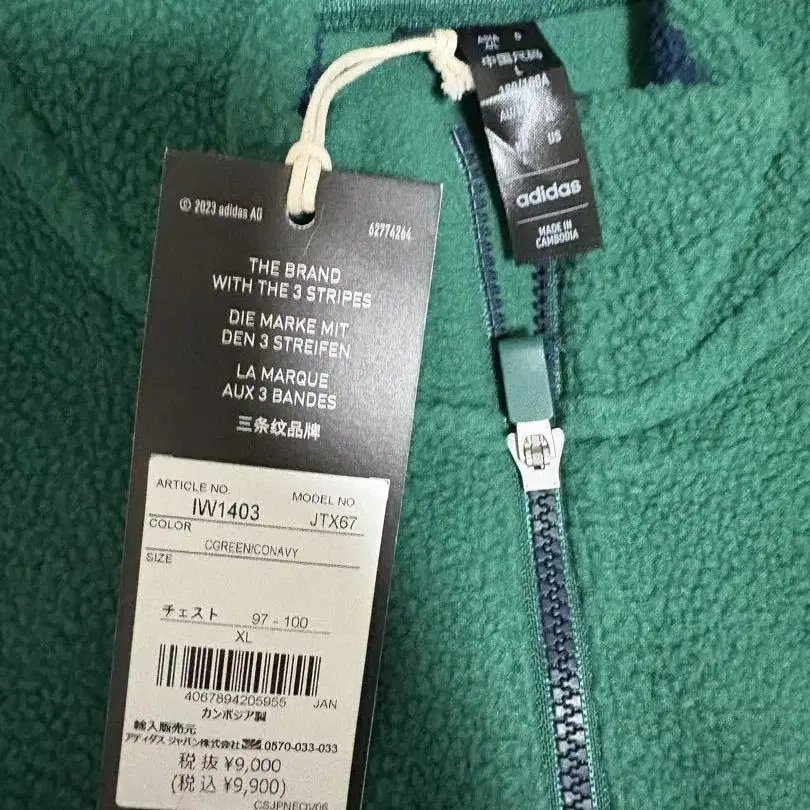 © 2023 adidas AG
62774264
THE BRAND
WITH THE 3 STRIPES
DIE MARKE MIT
DEN 3 STREIFEN
LA MARQUE
AUX 3 BANDES
三条纹品牌
ARTICLE NO.
MODEL NO
IW1403
JTX67
COLOR
CGREEN/CONAVY
SIZE
チェスト 97 - 100
XL
4067894205955 JAN
カンボジア製
輸入販売元
アディダス ジャパン株式会社 0570-033-033
税 抜 ¥9,000
(税 込 ¥9,900)
CSJPNEOV06
ASIA
中国尺码
L
US
adidas
MADE IN
CAMBODIA